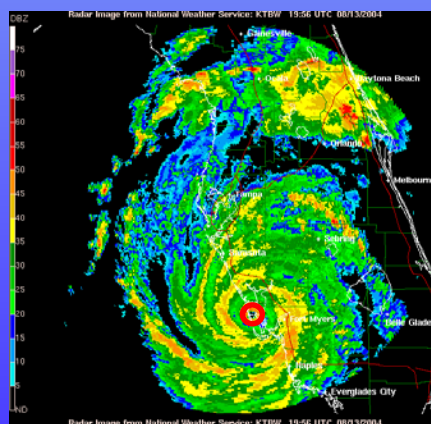 DBZ
Radar Image from National Weather Service: KTBW 19:56 UTC 08/13/2004
Gainesville
75
70
Ocala
Daytona Beach
65
60
55
Orlando
50
Melbourne
45
Tampa
40
35
Sebring
Sarasota
30
25
20
Fort Myers
Belle Glade
15
Naples
10
5
Everglades City
ND
Radar Image from National Weather Service: KTBW 19:56 UTC 08/13/2004